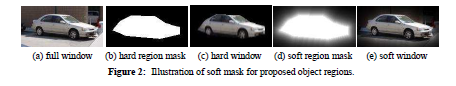 (a) full window (b) hard region mask (c) hard window (d) soft region mask (e) soft window
Figure 2: Illustration of soft mask for proposed object regions.